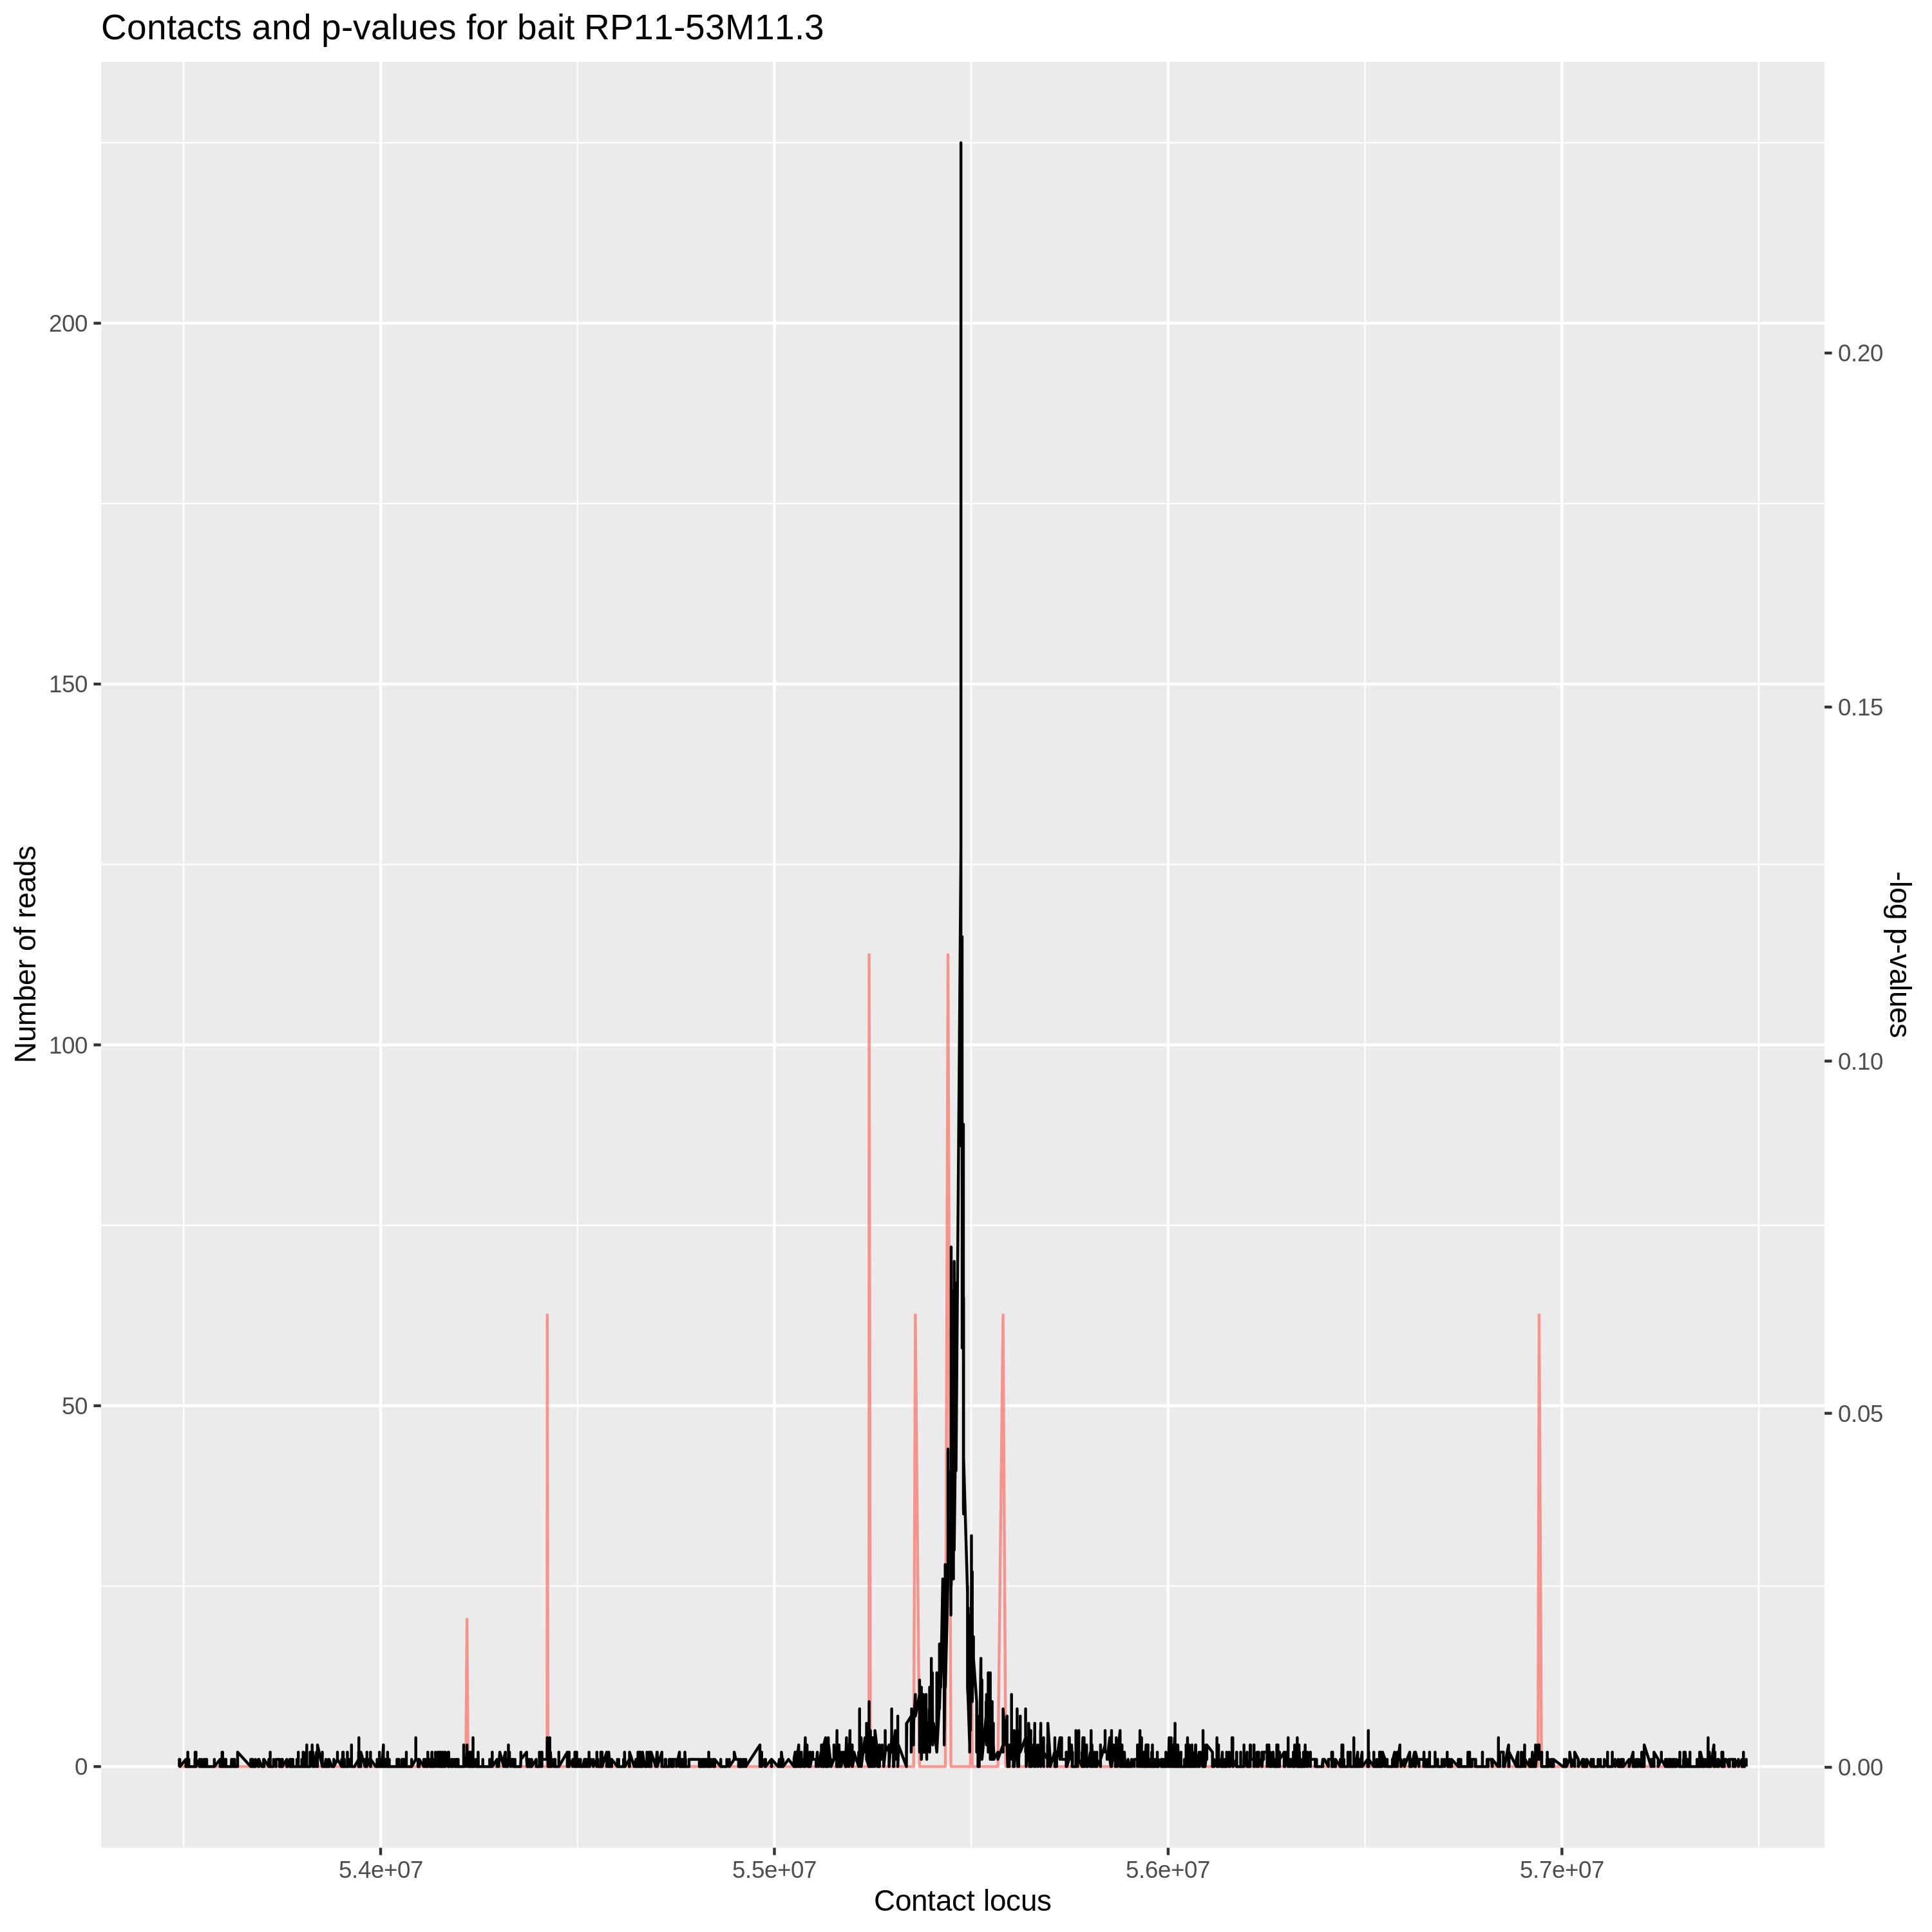 Contacts and p-values for bait RP11-53M11.3
Number of reads
200
150
100
50
0
0.20
0.15
0.10
0.05
0.00
-log p-values
5.4e+07 5.5e+07 5.6e+07 5.7e+07
Contact locus